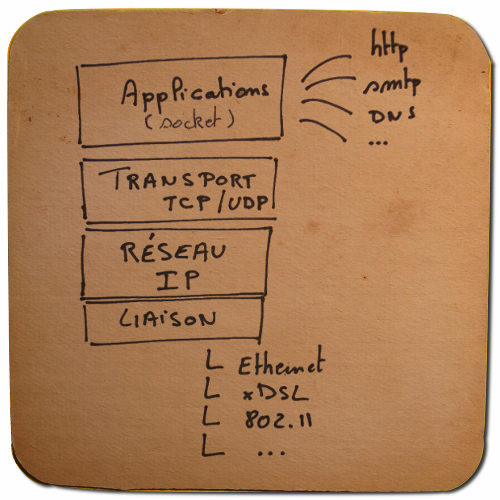 http
Applications
smtp
(socket)
DNS
...
TRANSPORT
TCP/UDP
RÉSEAU
IP
LIAISON
Ethernet
xDSL
802.11
...